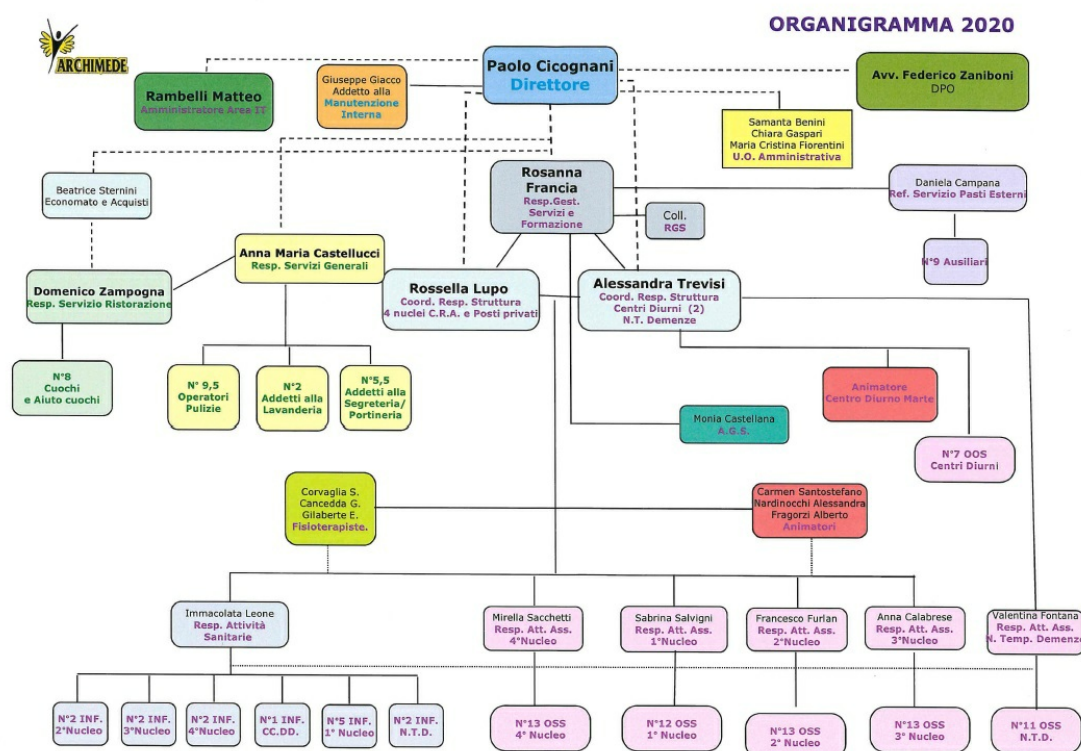 ORGANIGRAMMA 2020
ARCHIMEDE
Paolo Cicognani
Direttore
Rambelli Matteo
Amministratore Area IT
Giuseppe Giacco
Addetto alla
Manutenzione
Interna
Avv. Federico Zaniboni
DPO
Samanta Benini
Chiara Gaspari
Maria Cristina Fiorentini
U.O. Amministrativa
Beatrice Sternini
Economato e Acquisti
Rosanna
Francia
Resp.Gest.
Servizi e
Formazione
Coll.
RGS
Daniela Campana
Ref. Servizio Pasti Esterni
N°9 Ausiliari
Anna Maria Castellucci
Resp. Servizi Generali
Domenico Zampogna
Resp. Servizio Ristorazione
Rossella Lupo
Coord. Resp. Struttura
4 nuclei C.R.A. e Posti privati
Alessandra Trevisi
Coord. Resp. Struttura
Centri Diurni (2)
N.T. Demenze
N°8
Cuochi
e Aiuto cuochi
N° 9,5
Operatori
Pulizie
N°2
Addetti alla
Lavanderia
N°5,5
Addetti alla
Segreteria/
Portineria
Animatore
Centro Diurno Marte
Monia Castellana
A.G.S.
N°7 OOS
Centri Diurni
Corvaglia S.
Cancedda G.
Gilaberte E.
Fisioterapiste.
Carmen Santostefano
Nardinocchi Alessandra
Fragorzi Alberto
Animatori
Immacolata Leone
Resp. Attività
Sanitarie
Mirella Sacchetti
Resp. Att. Ass.
4°Nucleo
Sabrina Salvigni
Resp. Att. Ass.
1°Nucleo
Francesco Furlan
Resp. Att. Ass.
2°Nucleo
Anna Calabrese
Resp. Att. Ass.
3°Nucleo
Valentina Fontana
Resp. Att. Ass.
N. Temp. Demenze
N°2 INF.
2°Nucleo
N°2 INF.
3°Nucleo
N°2 INF.
4°Nucleo
N°1 INF.
CC.DD.
N°5 INF.
1° Nucleo
N°2 INF.
N.T.D.
N°13 OSS
4° Nucleo
N°12 OSS
1° Nucleo
N°13 OSS
2° Nucleo
N°13 OSS
3° Nucleo
N°11 OSS
N.T.D.